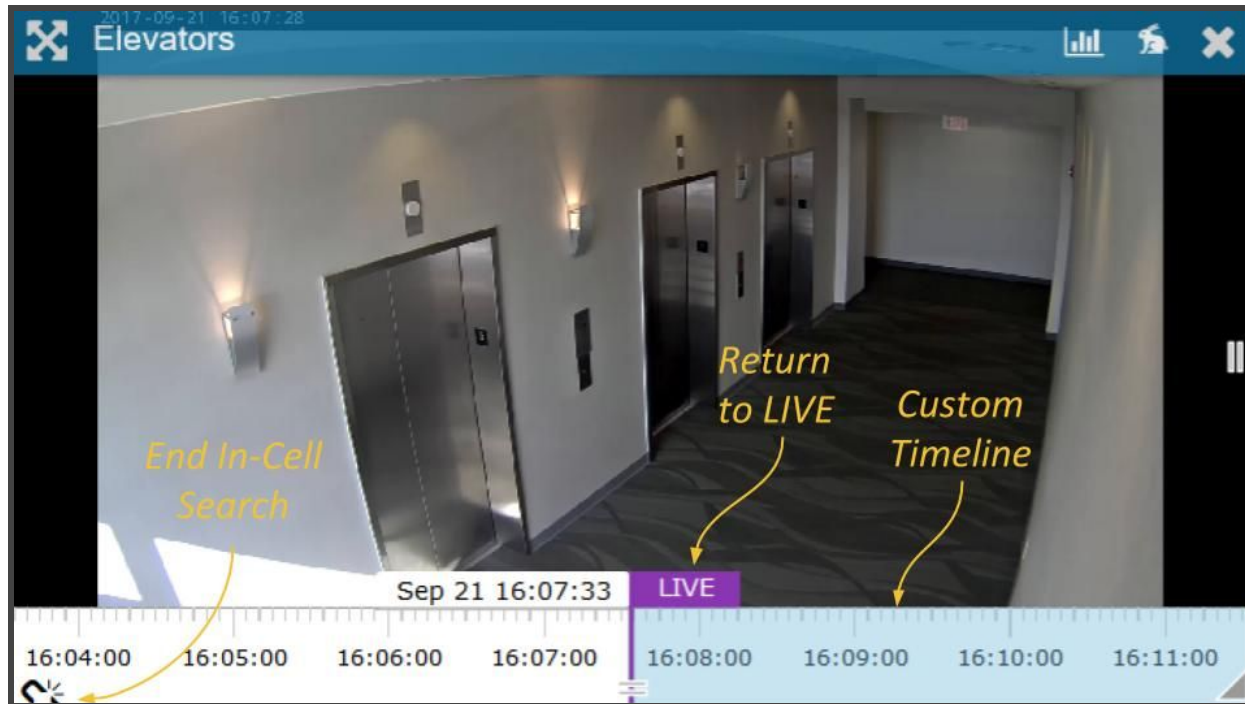 2017-09-21 16:07:28
Elevators
Return
to LIVE
Custom
Timeline
End In-Cell
Search
Sep 21 16:07:33
LIVE
16:04:00 16:05:00 16:06:00 16:07:00 16:08:00 16:09:00 16:10:00 16:11:00